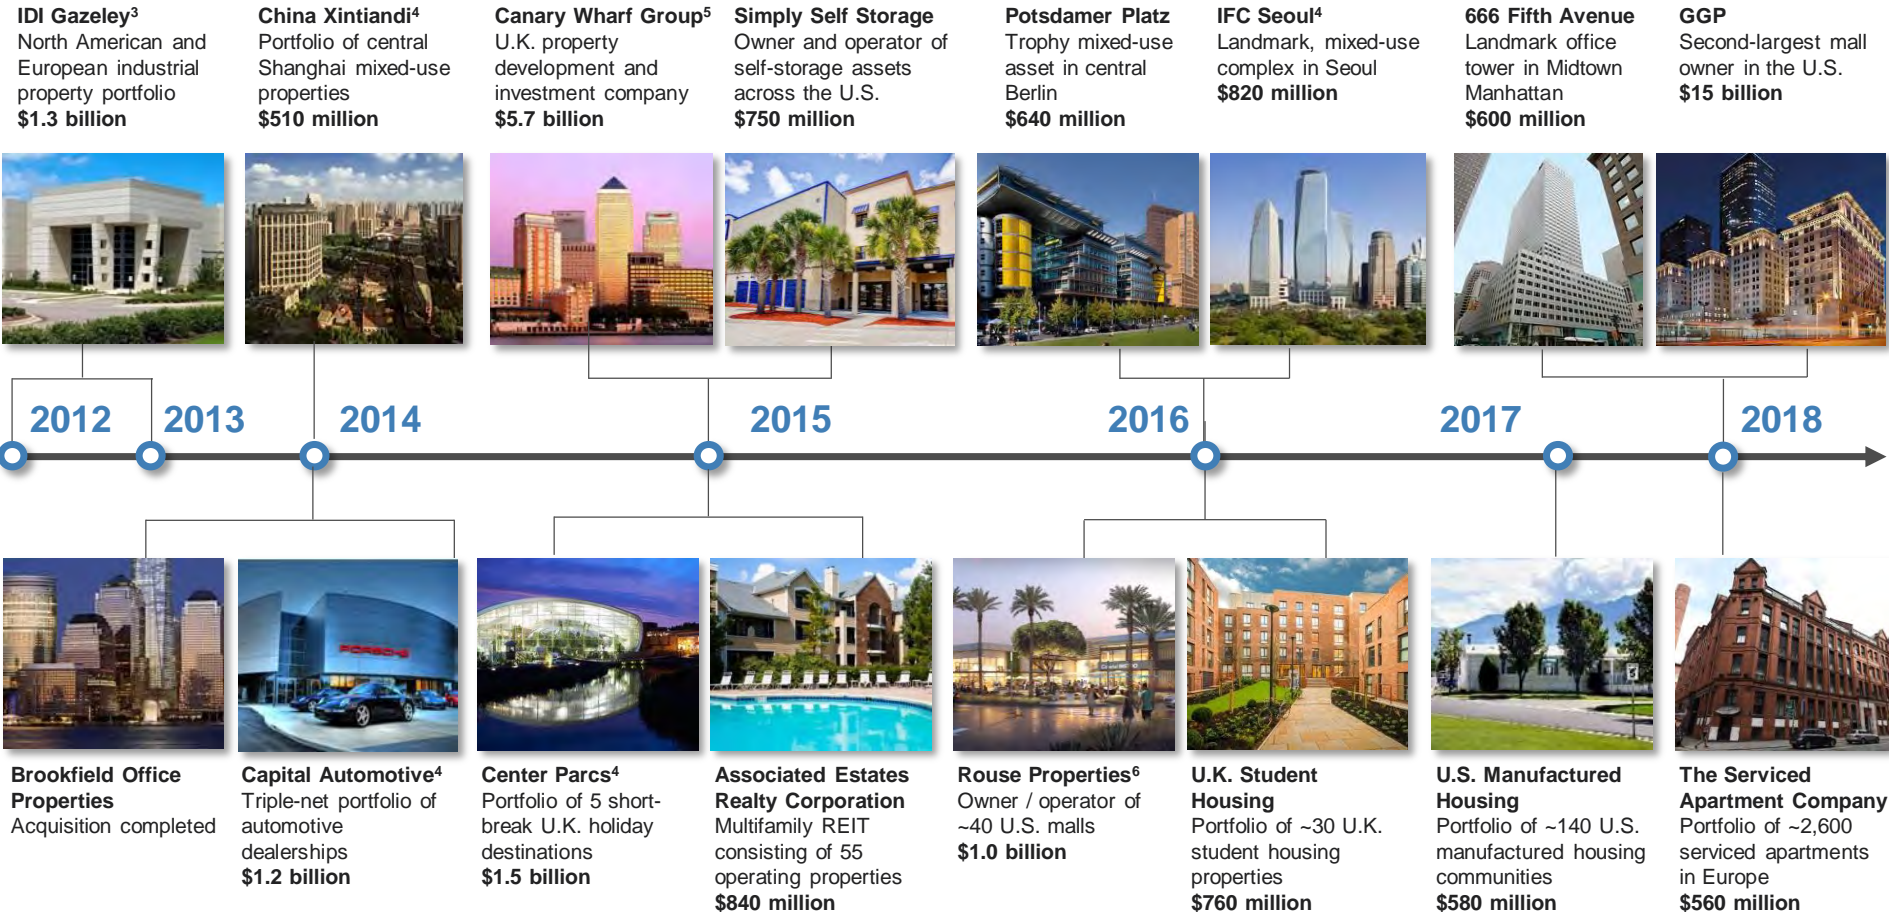 IDI Gazeley³
North American and
European industrial
property portfolio
$1.3 billion
China Xintiandi⁴
Portfolio of central
Shanghai mixed-use
properties
$510 million
Canary Wharf Group⁵
U.K. property
development and
investment company
$5.7 billion
Simply Self Storage
Owner and operator of
self-storage assets
across the U.S.
$750 million
Potsdamer Platz
Trophy mixed-use
asset in central
Berlin
$640 million
IFC Seoul⁴
Landmark, mixed-use
complex in Seoul
$820 million
666 Fifth Avenue
Landmark office
tower in Midtown
Manhattan
$600 million
GGP
Second-largest mall
owner in the U.S.
$15 billion
2012
2013
2014
2015
2016
2017
2018
PORSCHE
Brookfield Office
Properties
Acquisition completed
Capital Automotive⁴
Triple-net portfolio of
automotive
dealerships
$1.2 billion
Center Parcs⁴
Portfolio of 5 short-
break U.K. holiday
destinations
$1.5 billion
Associated Estates
Realty Corporation
Multifamily REIT
consisting of 55
operating properties
$840 million
Rouse Properties⁶
Owner / operator of
~40 U.S. malls
$1.0 billion
U.K. Student
Housing
Portfolio of ~30 U.K.
student housing
properties
$760 million
U.S. Manufactured
Housing
Portfolio of ~140 U.S.
manufactured housing
communities
$580 million
The Serviced
Apartment Company
Portfolio of ~2,600
serviced apartments
in Europe
$560 million